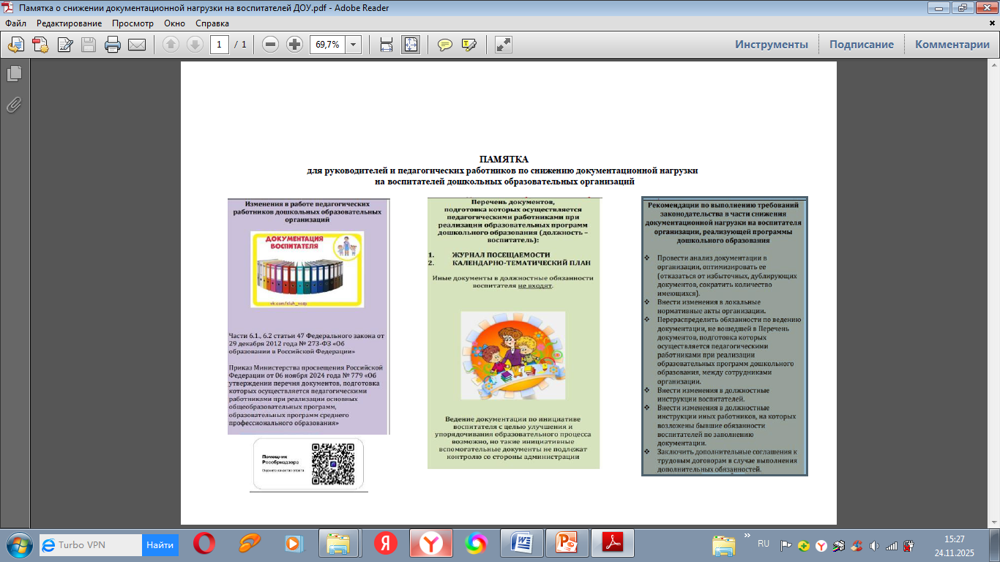 Памятка о снижении документационной нагрузки на воспитателей ДОУ.pdf - Adobe Reader
Файл Редактирование Просмотр Окно Справка
1 / 1 69,7% Инструменты Подписание Комментарии
ПАМЯТКА
для руководителей и педагогических работников по снижению документационной нагрузки
на воспитателей дошкольных образовательных организаций
Изменения в работе педагогических
работников дошкольных образовательных
организаций
ДОКУМЕНТАЦИЯ
ВОСПИТАТЕЛЯ
vk.com/sluh_vosp
Части 6.1., 6.2 статьи 47 Федерального закона от
29 декабря 2012 года № 273-ФЗ «Об
образовании в Российской Федерации»
Приказ Министерства просвещения Российской
Федерации от 06 ноября 2024 года № 779 «Об
утверждении перечня документов, подготовка
которых осуществляется педагогическими
работниками при реализации основных
общеобразовательных программ,
образовательных программ среднего
профессионального образования»
Помощник
Рособрнадзора
Оцените качество ответа
Перечень документов,
подготовка которых осуществляется
педагогическими работниками при
реализации образовательных программ
дошкольного образования (должность –
воспитатель):
1. ЖУРНАЛ ПОСЕЩАЕМОСТИ
2. КАЛЕНДАРНО-ТЕМАТИЧЕСКИЙ ПЛАН
Иные документы в должностные обязанности
воспитателя не входят.
Ведение документации по инициативе
воспитателя с целью улучшения и
упорядочивания образовательного процесса
возможно, но такие инициативные
вспомогательные документы не подлежат
контролю со стороны администрации
Рекомендации по выполнению требований
законодательства в части снижения
документационной нагрузки на воспитателя
организации, реализующей программы
дошкольного образования
❖ Провести анализ документации в
организации, оптимизировать ее
(отказаться от избыточных, дублирующих
документов, сократить количество
имеющихся).
❖ Внести изменения в локальные
нормативные акты организации.
❖ Перераспределить обязанности по ведению
документации, не вошедшей в Перечень
документов, подготовка которых
осуществляется педагогическими
работниками при реализации
образовательных программ дошкольного
образования, между сотрудниками
организации.
❖ Внести изменения в должностные
инструкции воспитателей.
❖ Внести изменения в должностные
инструкции иных работников, на которых
возложены бывшие обязанности
воспитателей по заполнению
документации.
❖ Заключить дополнительные соглашения к
трудовым договорам в случае выполнения
дополнительных обязанностей.
Turbo VPN Найти
RU
15:27
24.11.2025